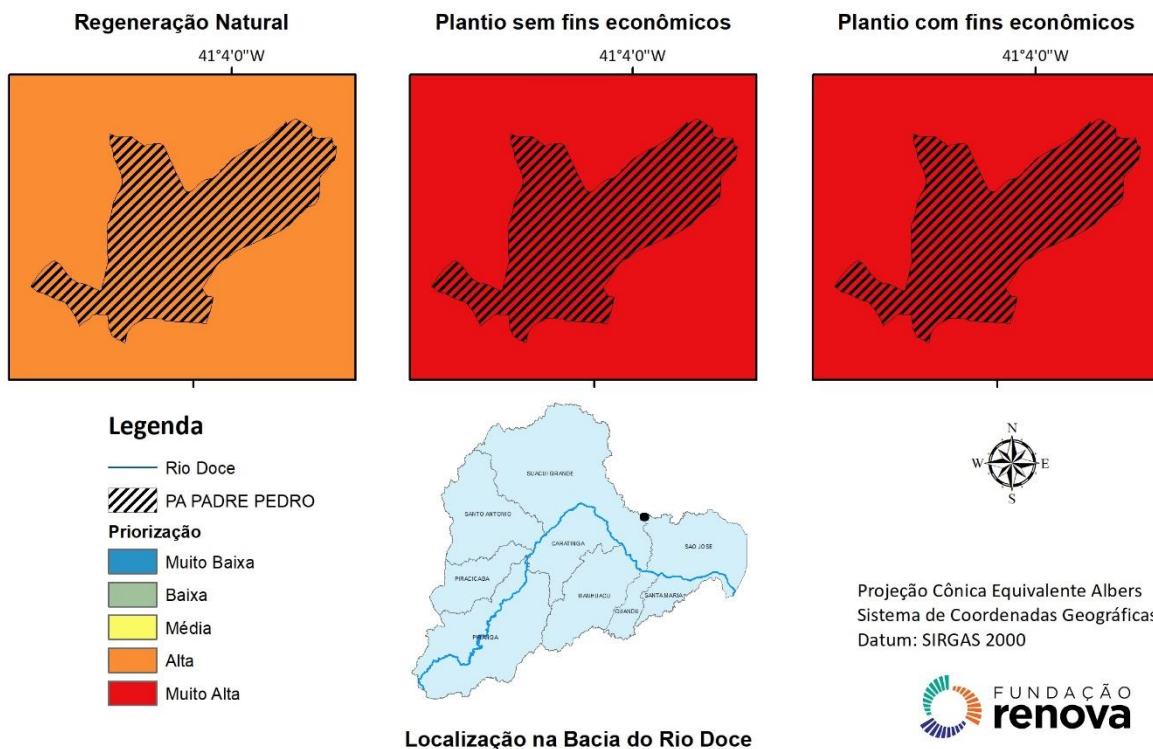 Regeneração Natural
Plantio sem fins econômicos
Plantio com fins econômicos
41°4'0"W
41°4'0"W
41°4'0"W
Legenda
Rio Doce
PA PADRE PEDRO
Priorização
Muito Baixa
Baixa
Média
Alta
Muito Alta
SUACUI GRANDE
SANTO ANTONIO
CARATINGA
SAO JOSE
PIRACICABA
MANHUACU
SANTA MARIA
GUANDU
PIRANGA
Localização na Bacia do Rio Doce
N
W
E
S
Projeção Cônica Equivalente Albers
Sistema de Coordenadas Geográficas
Datum: SIRGAS 2000
FUNDAÇÃO
renova